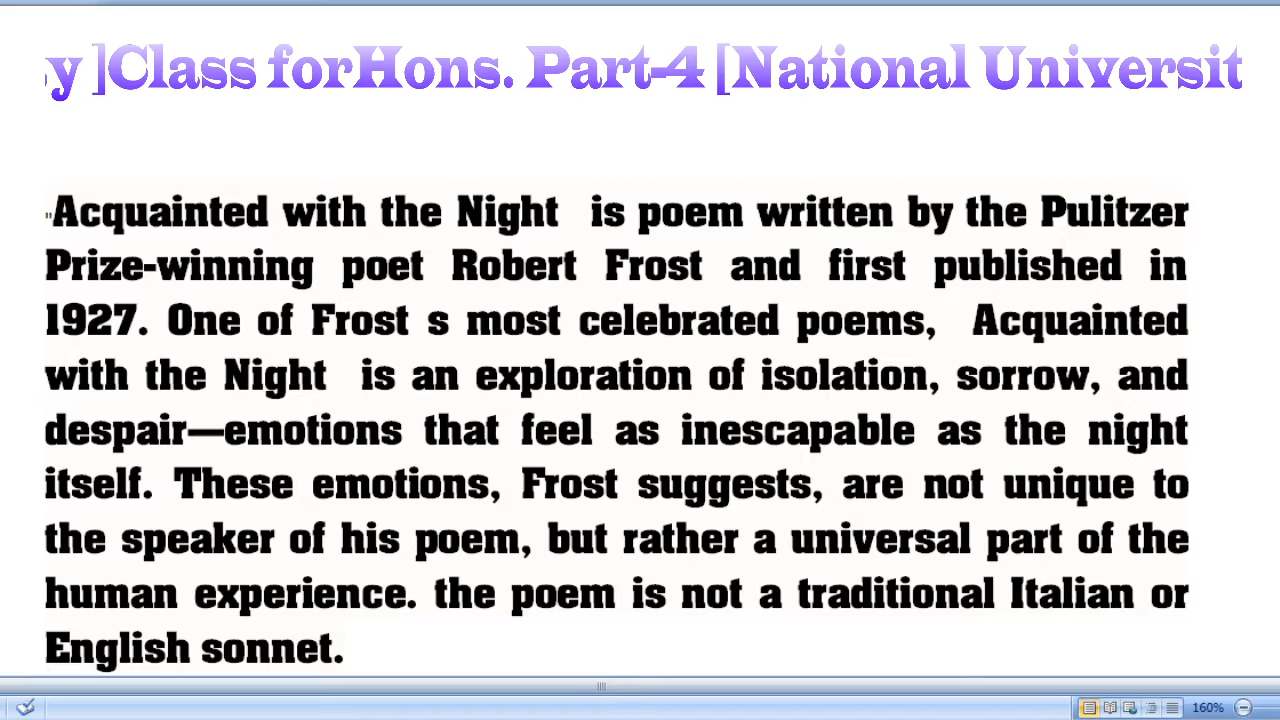 y ]Class forHons. Part-4 [National Universit
"Acquainted with the Night is poem written by the Pulitzer
Prize-winning poet Robert Frost and first published in
1927. One of Frost s most celebrated poems, Acquainted
with the Night is an exploration of isolation, sorrow, and
despair—emotions that feel as inescapable as the night
itself. These emotions, Frost suggests, are not unique to
the speaker of his poem, but rather a universal part of the
human experience. the poem is not a traditional Italian or
English sonnet.
160%